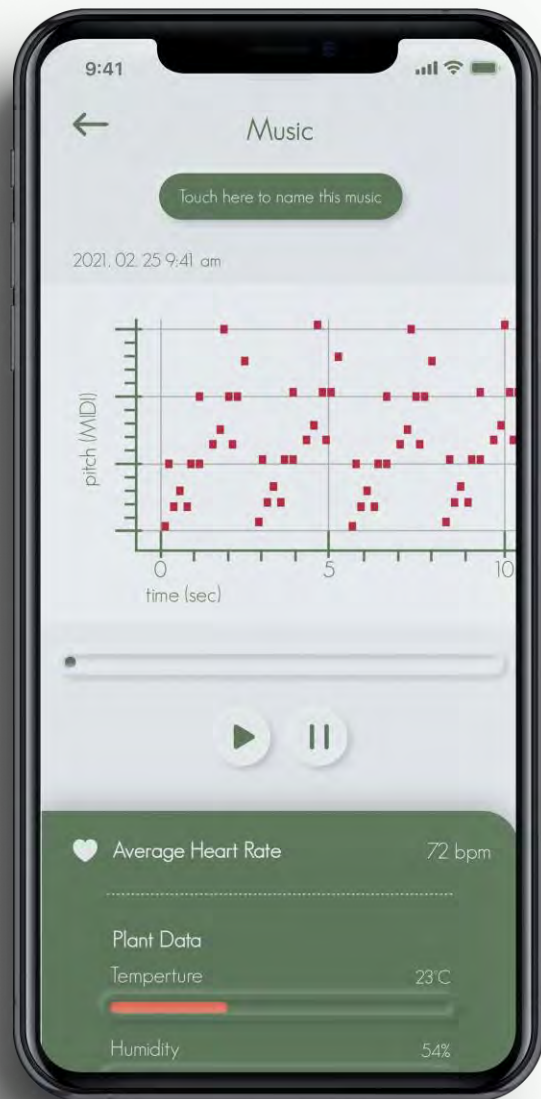 9:41
Music
Touch here to name this music
2021. 02. 25 9:41 am
pitch (MIDI)
0 5 10
time (sec)
Average Heart Rate 72 bpm
Plant Data
Temperture 23°C
Humidity 54%